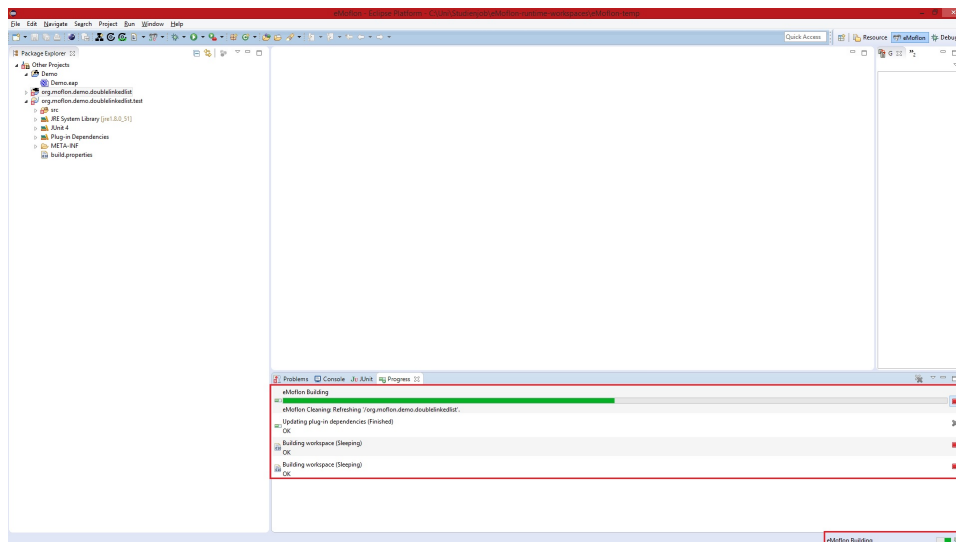 eMoflon - Eclipse Platform - C:\Uni\Studienjob\eMoflon-runtime-workspaces\eMoflon-temp
File Edit Navigate Search Project Run Window Help
Quick Access Resource eMoflon Debug
Package Explorer
G
Other Projects
Demo
Demo.eap
org.moflon.demo.doublelinkedlist
org.moflon.demo.doublelinkedlist.test
src
JRE System Library [jre1.8.0_51]
JUnit 4
Plug-in Dependencies
META-INF
build.properties
Problems Console JUnit Progress
eMoflon Building
eMoflon Cleaning: Refreshing '/org.moflon.demo.doublelinkedlist'.
Updating plug-in dependencies (Finished)
OK
Building workspace (Sleeping)
OK
Building workspace (Sleeping)
OK
eMoflon Building